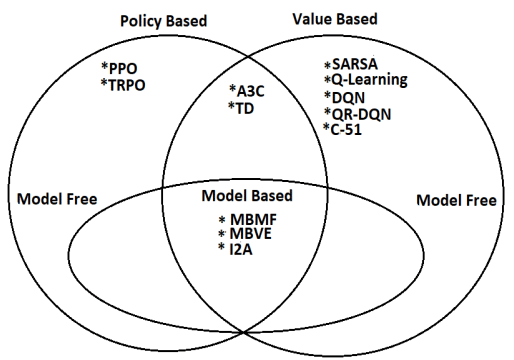 Policy Based
Value Based
*PPO
*TRPO
*A3C
*TD
*SARSA
*Q-Learning
*DQN
*QR-DQN
*C-51
Model Free
Model Based
Model Free
* MBMF
* MBVE
* I2A